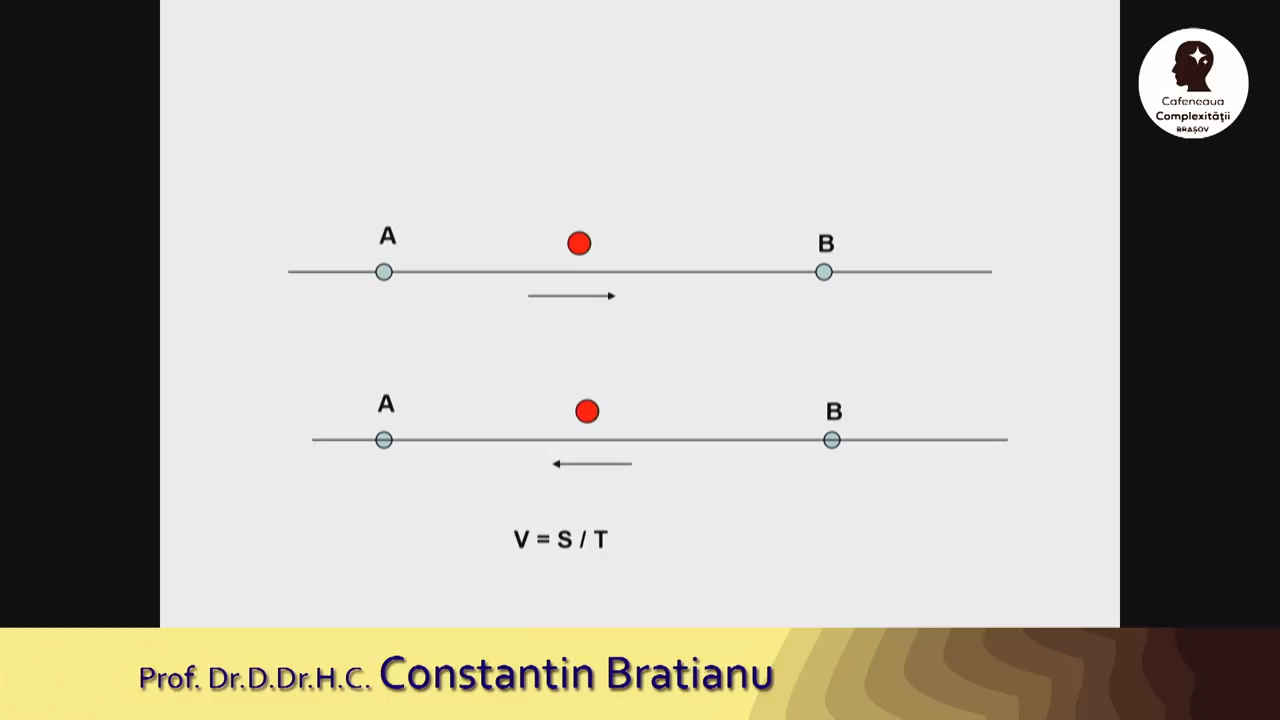 Cafeneaua
Complexității
BRAȘOV
A
B
A
B
V = S / T
Prof. Dr.D.Dr.H.C. Constantin Bratianu